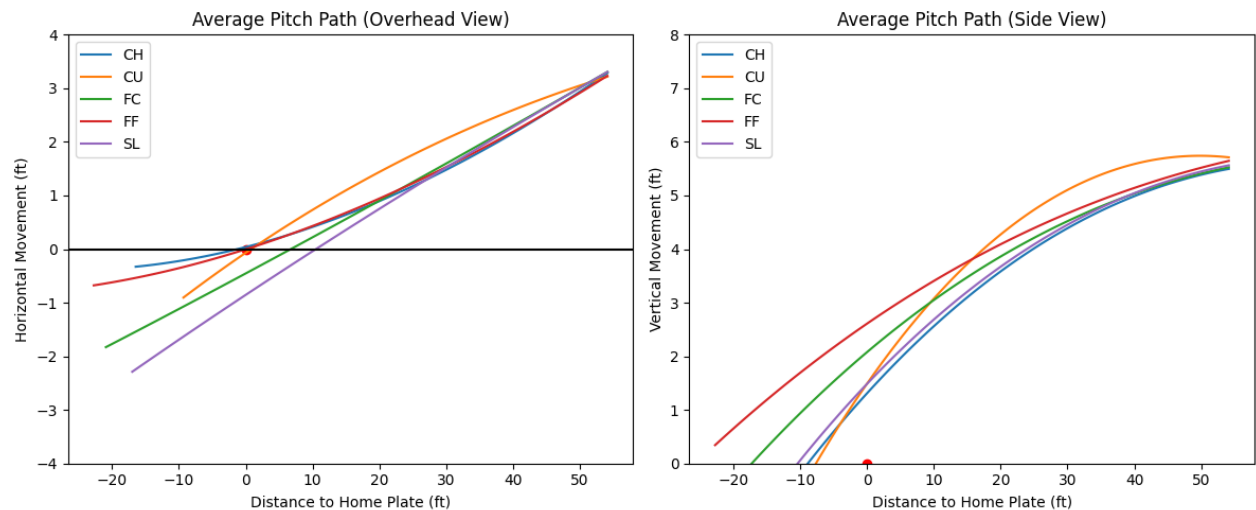 Average Pitch Path (Overhead View)
Horizontal Movement (ft)
4
3
2
1
0
−1
−2
−3
−4
CH
CU
FC
FF
SL
−20
−10
0
10
20
30
40
50
Distance to Home Plate (ft)
Average Pitch Path (Side View)
Vertical Movement (ft)
8
7
6
5
4
3
2
1
0
CH
CU
FC
FF
SL
−20
−10
0
10
20
30
40
50
Distance to Home Plate (ft)